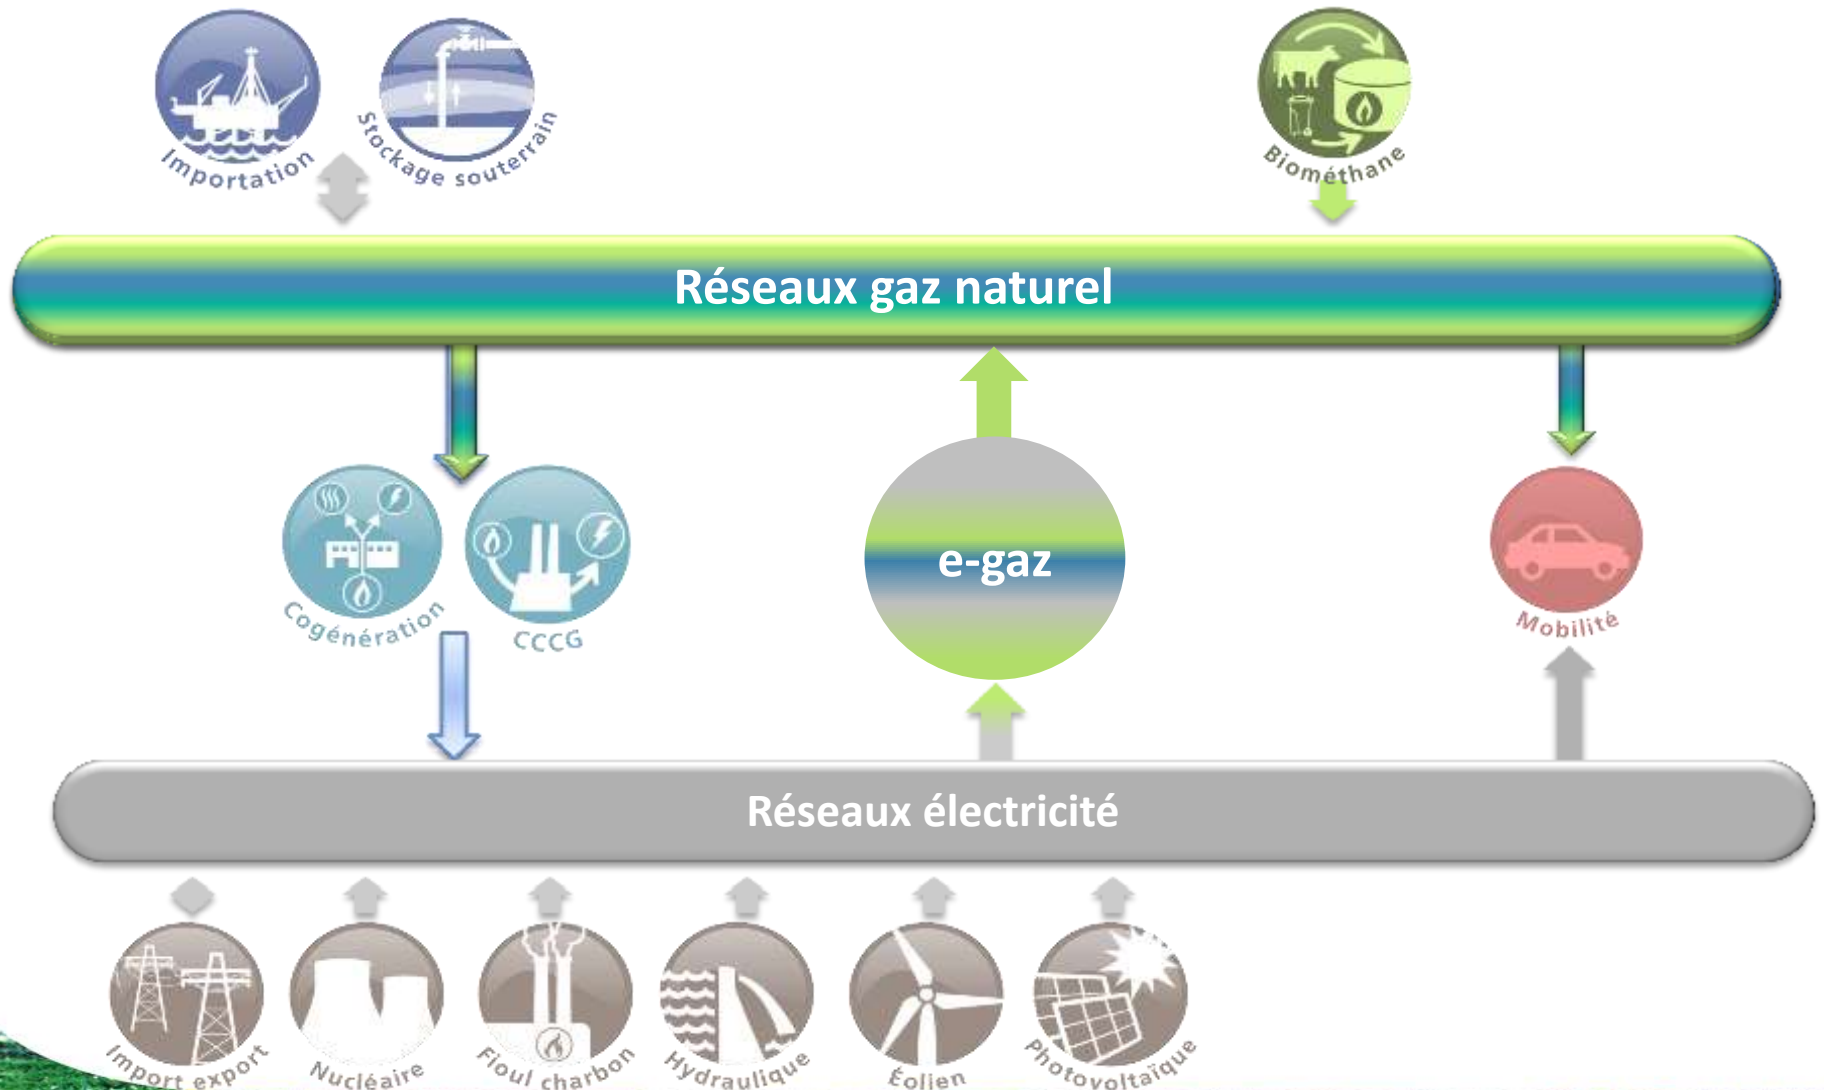 Importation
Stockage souterrain
Biométhane
Réseaux gaz naturel
Cogénération
CCCG
e-gaz
Mobilité
Réseaux électricité
Import export
Nucléaire
Fioul charbon
Hydraulique
Éolien
Photovoltaïque